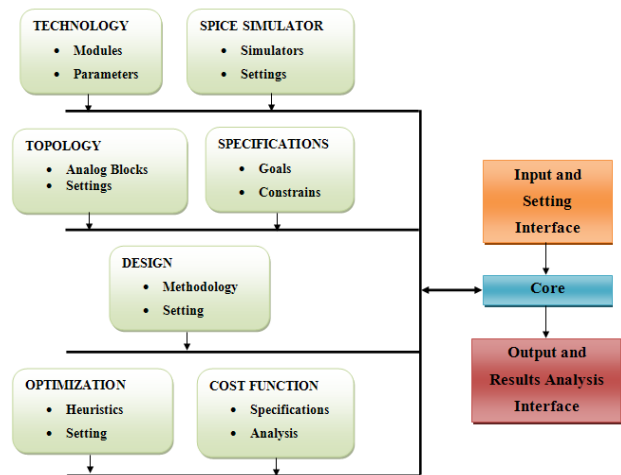 TECHNOLOGY
• Modules
• Parameters
SPICE SIMULATOR
• Simulators
• Settings
TOPOLOGY
• Analog Blocks
• Settings
SPECIFICATIONS
• Goals
• Constrains
DESIGN
• Methodology
• Setting
OPTIMIZATION
• Heuristics
• Setting
COST FUNCTION
• Specifications
• Analysis
Input and
Setting
Interface
Core
Output and
Results Analysis
Interface